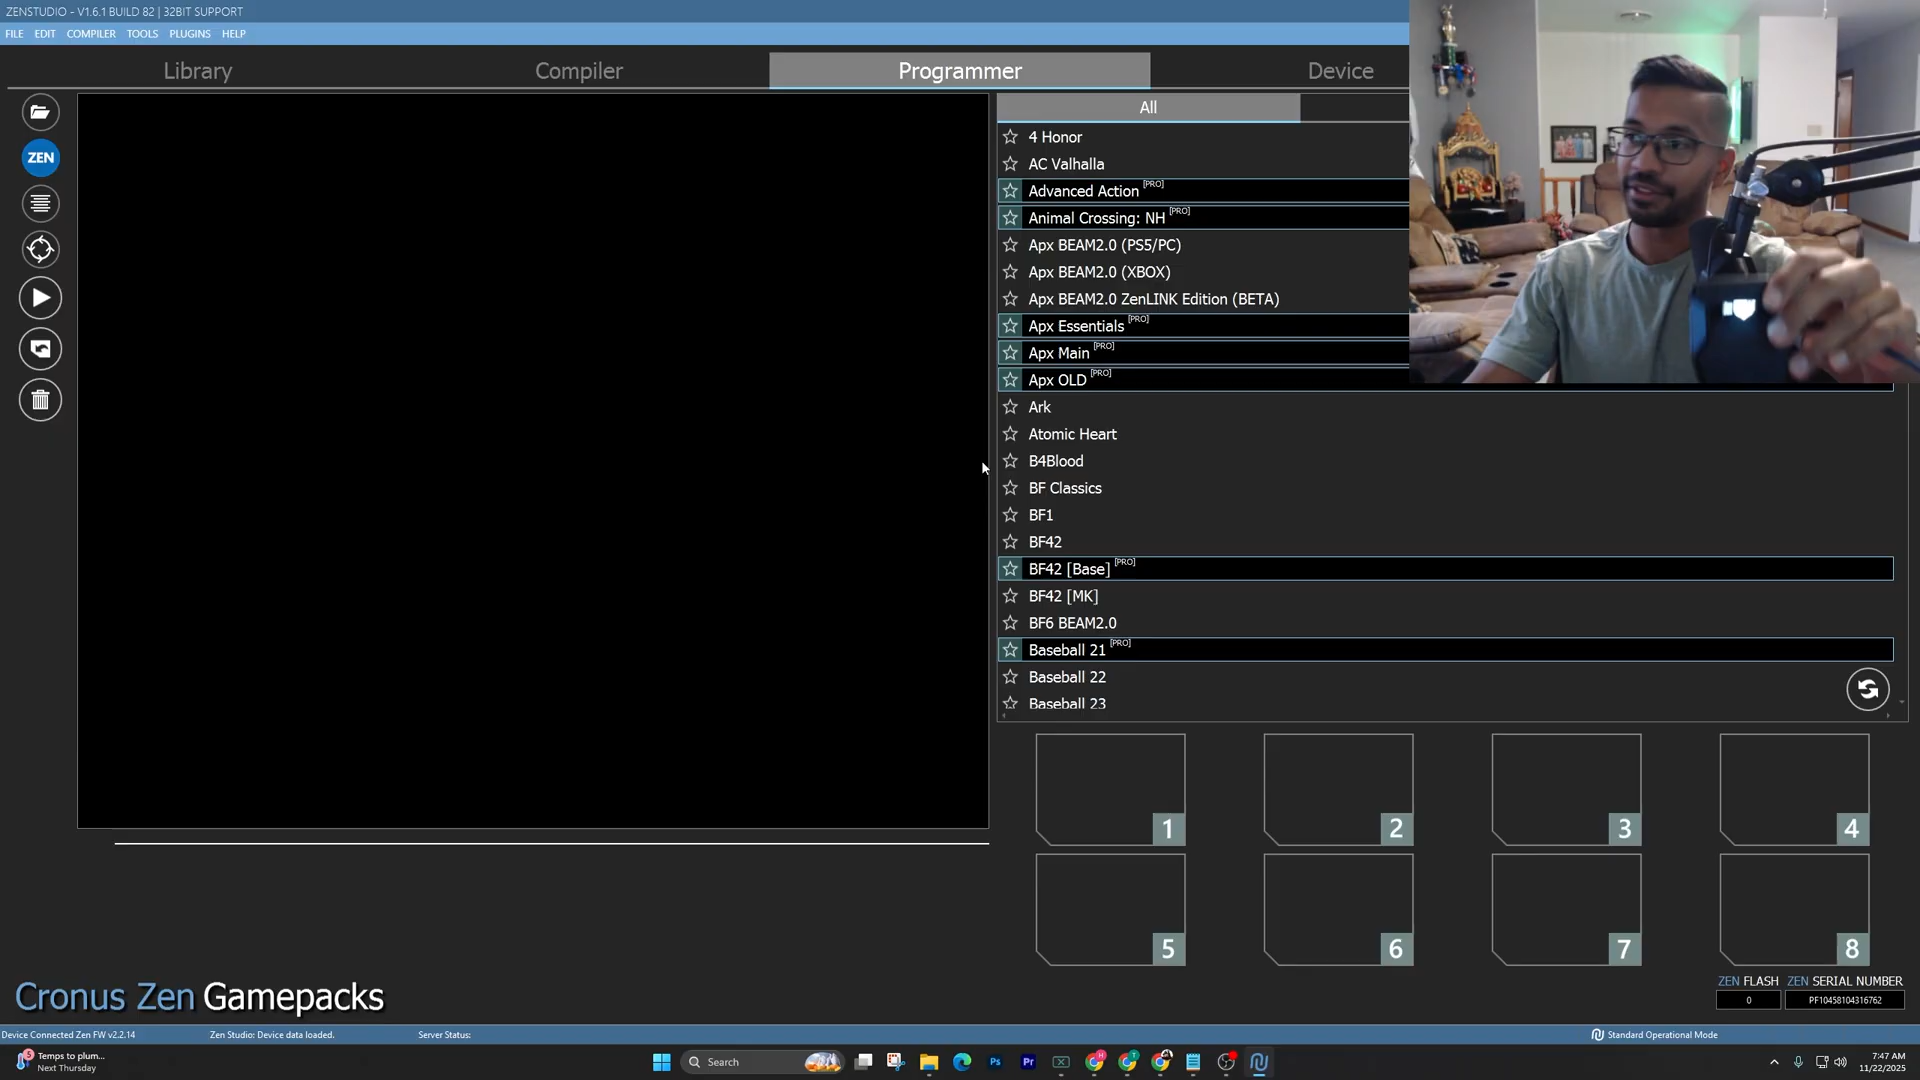 ZENSTUDIO - V1.6.1 BUILD 82 | 32BIT SUPPORT
FILE EDIT COMPILER TOOLS PLUGINS HELP
Library Compiler Programmer Device
All
ZEN
4 Honor
AC Valhalla
Advanced Action [PRO]
Animal Crossing: NH [PRO]
Apx BEAM2.0 (PS5/PC)
Apx BEAM2.0 (XBOX)
Apx BEAM2.0 ZenLINK Edition (BETA)
Apx Essentials [PRO]
Apx Main [PRO]
Apx OLD [PRO]
Ark
Atomic Heart
B4Blood
BF Classics
BF1
BF42
BF42 [Base] [PRO]
BF42 [MK]
BF6 BEAM2.0
Baseball 21 [PRO]
Baseball 22
Baseball 23
1 2 3 4
5 6 7 8
Cronus Zen Gamepacks
ZEN FLASH ZEN SERIAL NUMBER
0 PF10458104316762
Device Connected Zen FW v2.2.14 Zen Studio: Device data loaded. Server Status: Standard Operational Mode
5 Temps to plum...
Next Thursday
Search
Ps Pr
7:47 AM
11/22/2025